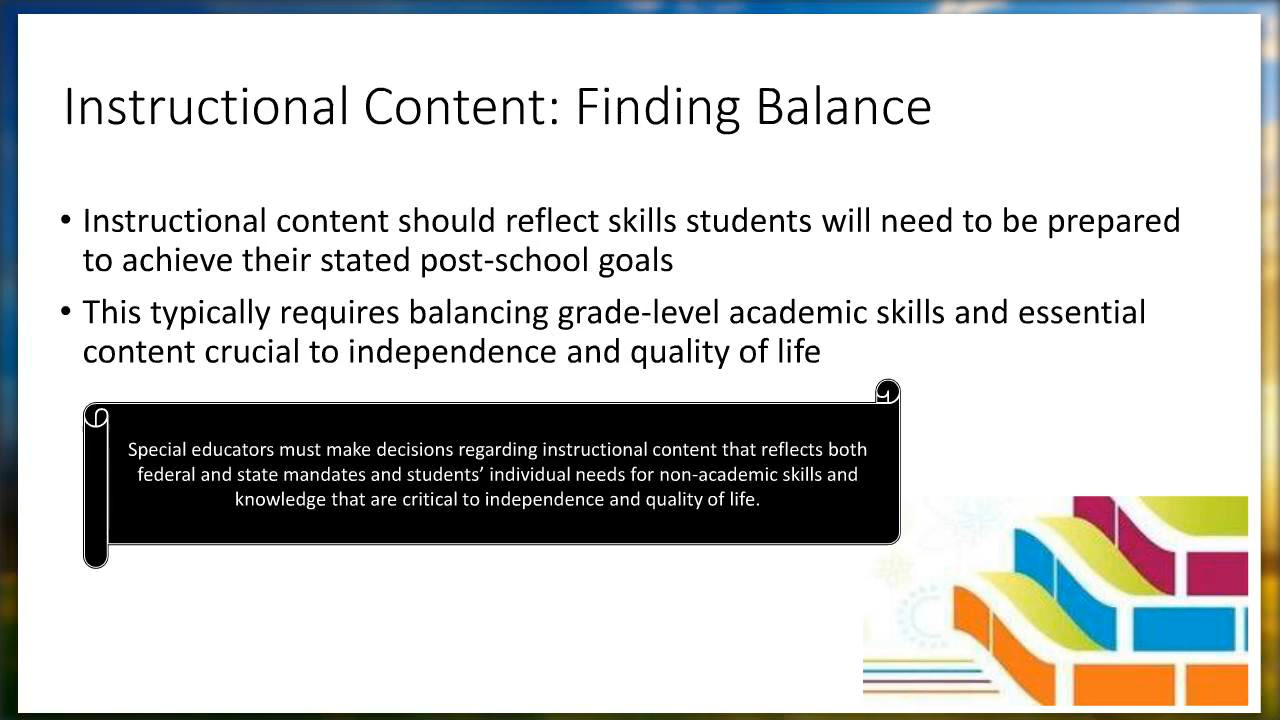 Instructional Content: Finding Balance
• Instructional content should reflect skills students will need to be prepared
to achieve their stated post-school goals
• This typically requires balancing grade-level academic skills and essential
content crucial to independence and quality of life
Special educators must make decisions regarding instructional content that reflects both
federal and state mandates and students’ individual needs for non-academic skills and
knowledge that are critical to independence and quality of life.